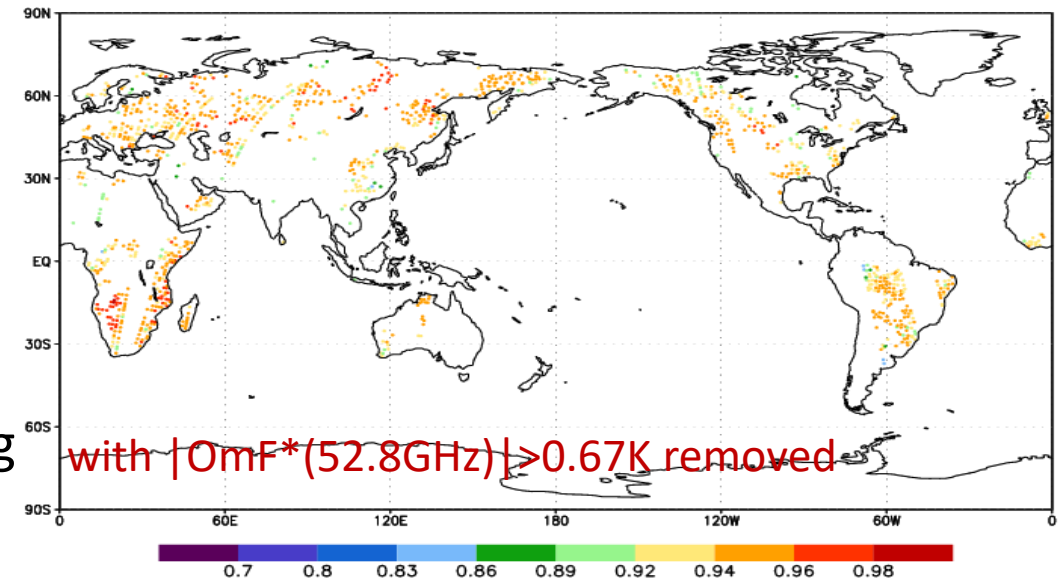 90N
60N
30N
EQ
30S
60S
g
with |OmF*(52.8GHz)|>0.67K removed
90S
0 60E 120E 180 120W 60W 0
0.7 0.8 0.83 0.86 0.89 0.92 0.94 0.96 0.98